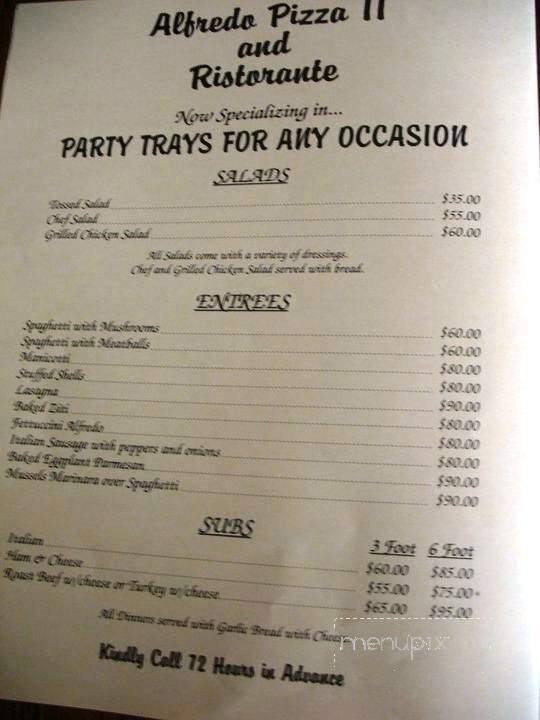 Alfredo Pizza II
and
Ristorante
Now Specializing in...
PARTY TRAYS FOR ANY OCCASION
SALADS
Tossed Salad $35.00
Chef Salad $55.00
Grilled Chicken Salad $60.00
All Salads come with a variety of dressings.
Chef and Grilled Chicken Salad served with bread.
ENTREES
Spaghetti with Mushrooms $60.00
Spaghetti with Meatballs $60.00
Manicotti $80.00
Stuffed Shells $80.00
Lasagna $90.00
Baked Ziti $80.00
Fettuccini Alfredo $80.00
Italian Sausage with peppers and onions $80.00
Baked Eggplant Parmesan $90.00
Mussels Marinara over Spaghetti $90.00
SUBS
3 Foot 6 Foot
Italian $60.00 $85.00
Ham & Cheese $55.00 $75.00
Roast Beef w/cheese or Turkey w/cheese $65.00 $95.00
All Dinners served with Garlic Bread with Cheese
menupix
Kindly Call 72 Hours in Advance